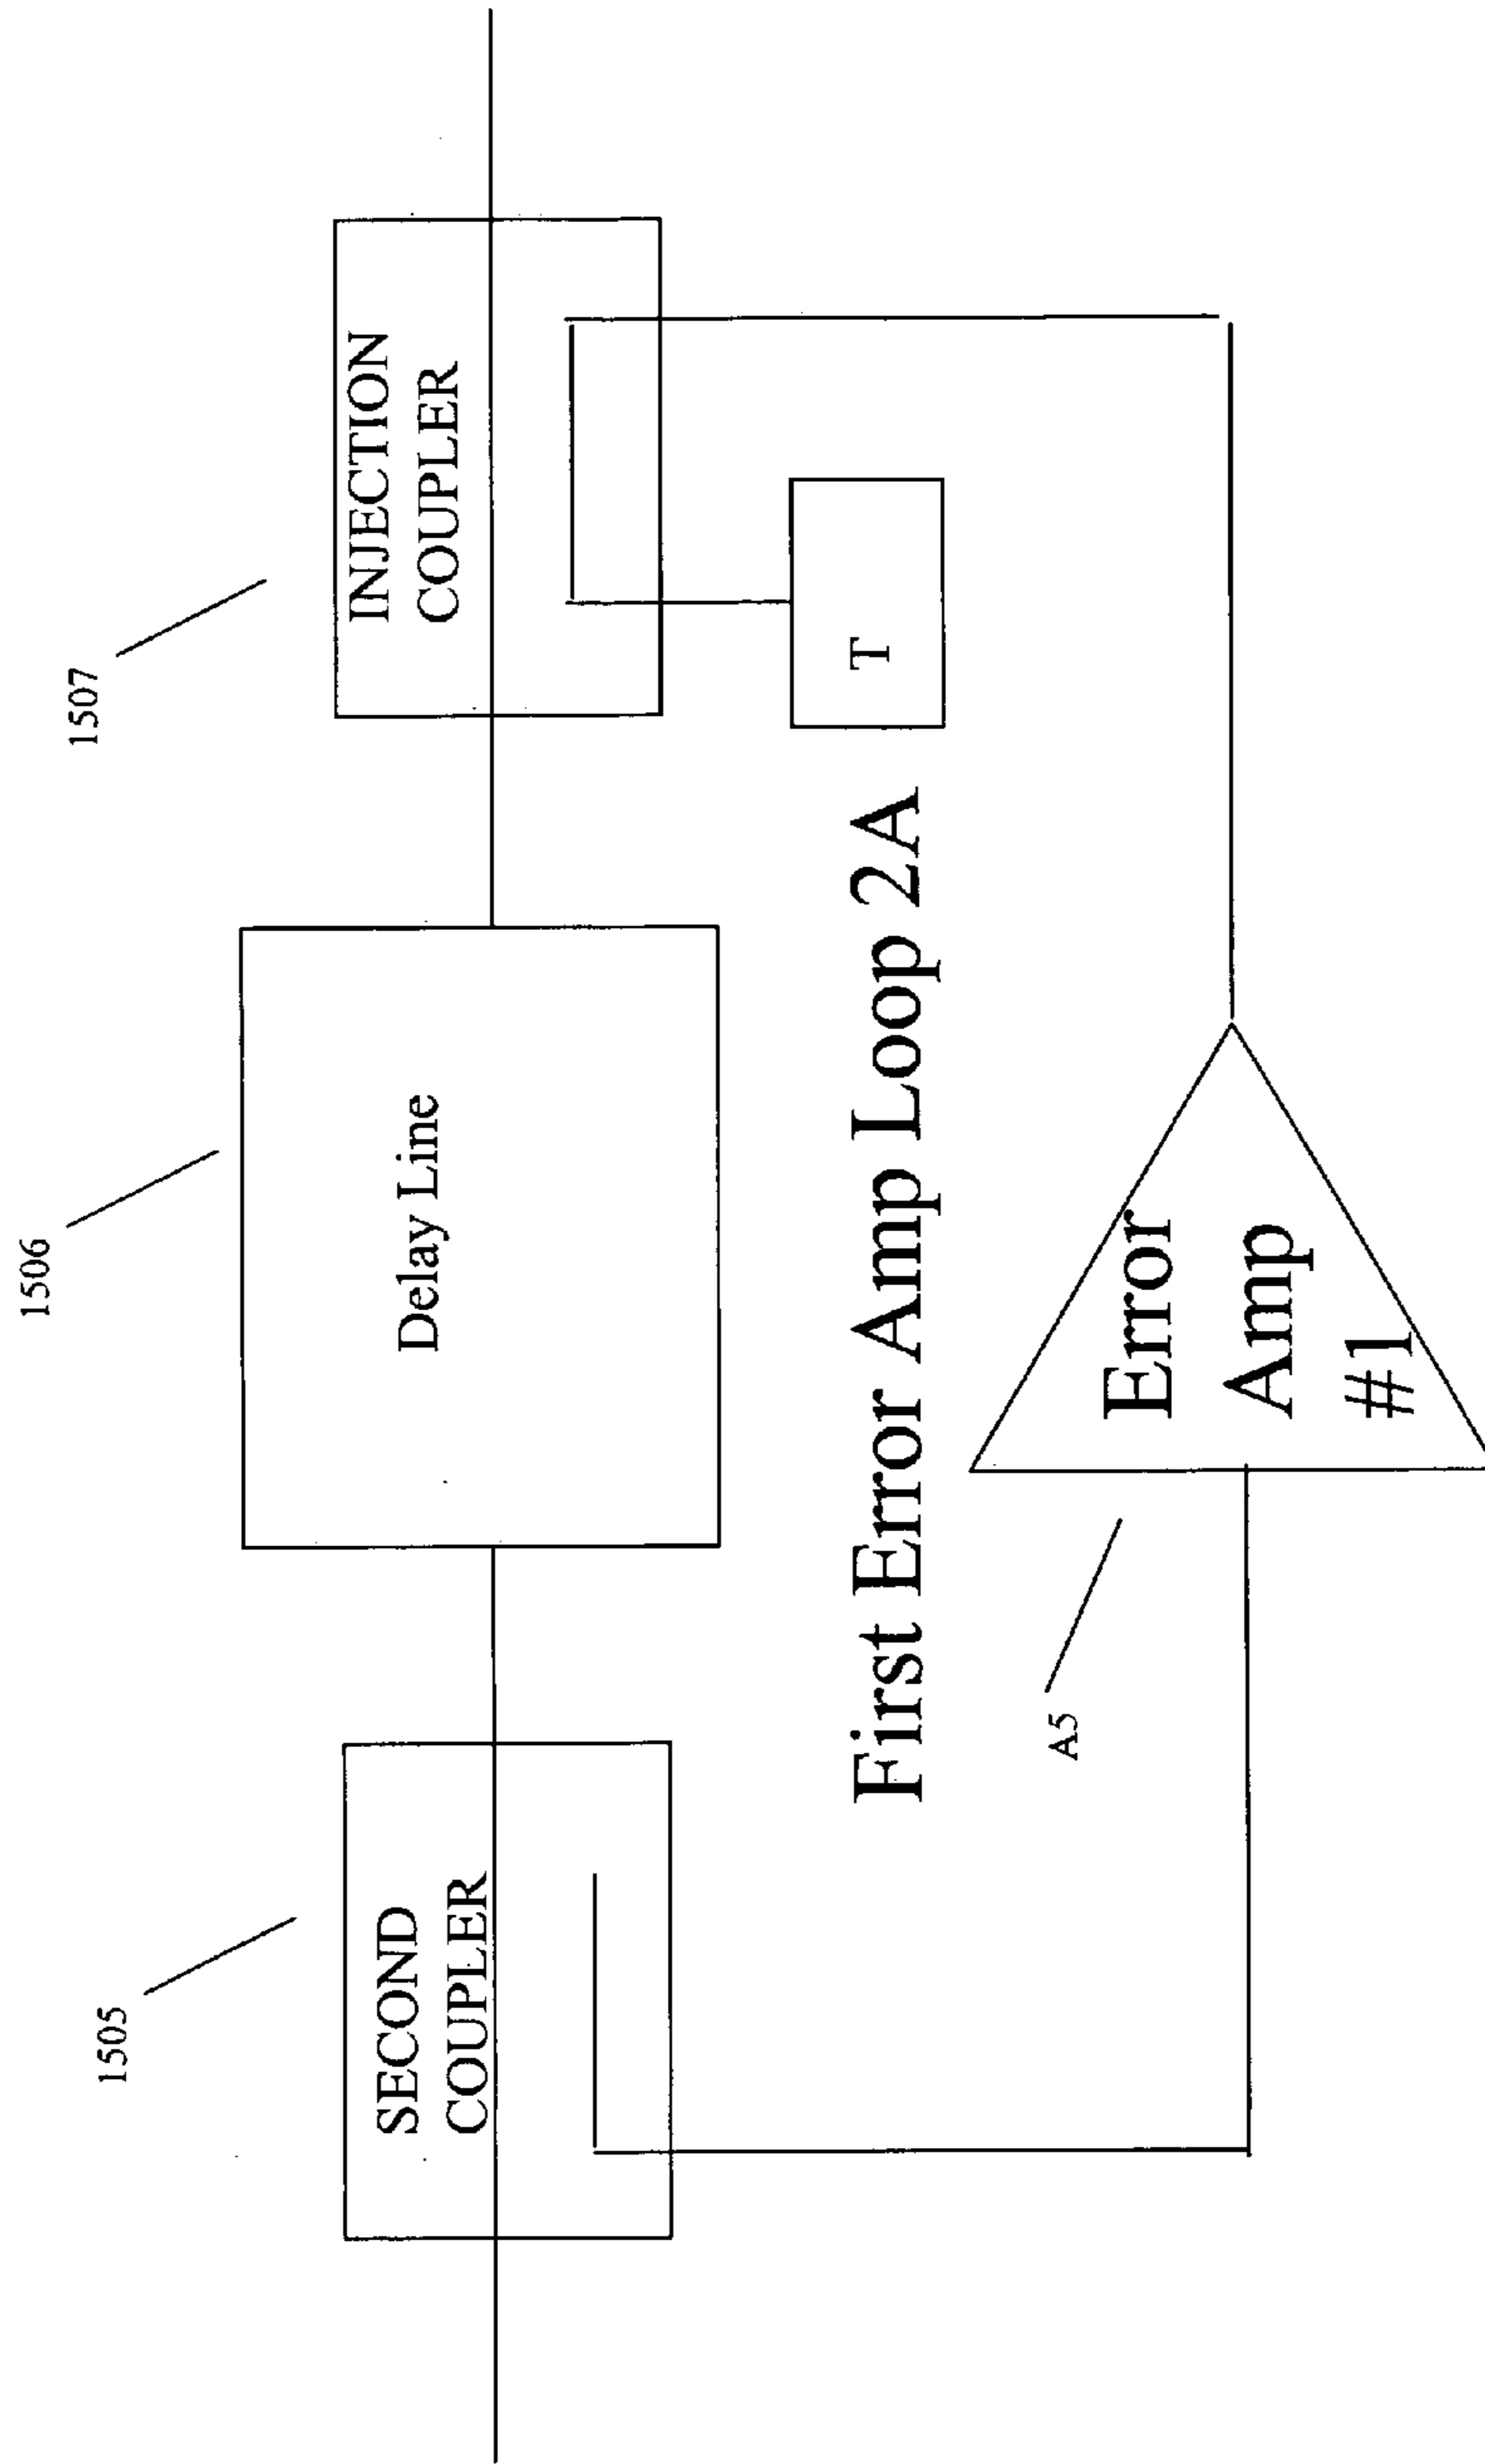 1505
1506
1507
SECOND
COUPLER
Delay Line
INJECTION
COUPLER
T
First Error Amp Loop 2A
A5
Error
Amp
#1